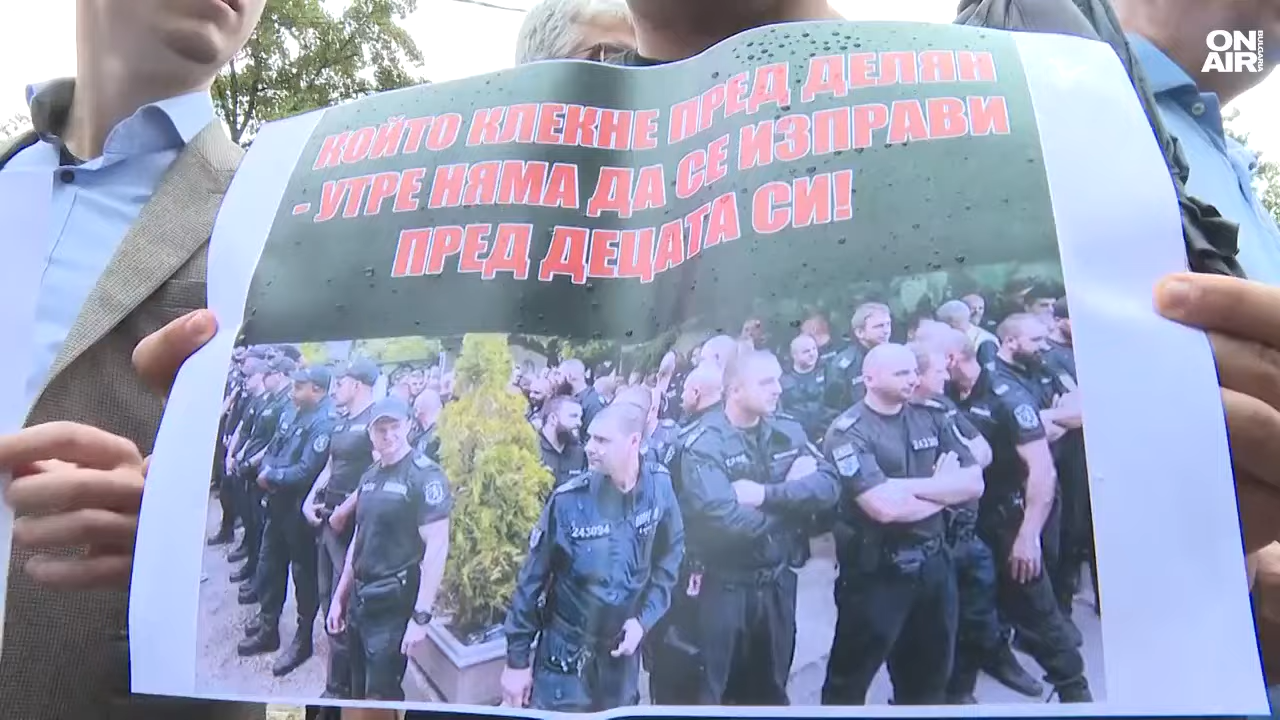 ON
AIR
КОЙТО КЛЕКНЕ ПРЕД ДЕЛЯН
- УТРЕ НЯМА ДА СЕ ИЗПРАВИ
ПРЕД ДЕЦАТА СИ!
243094